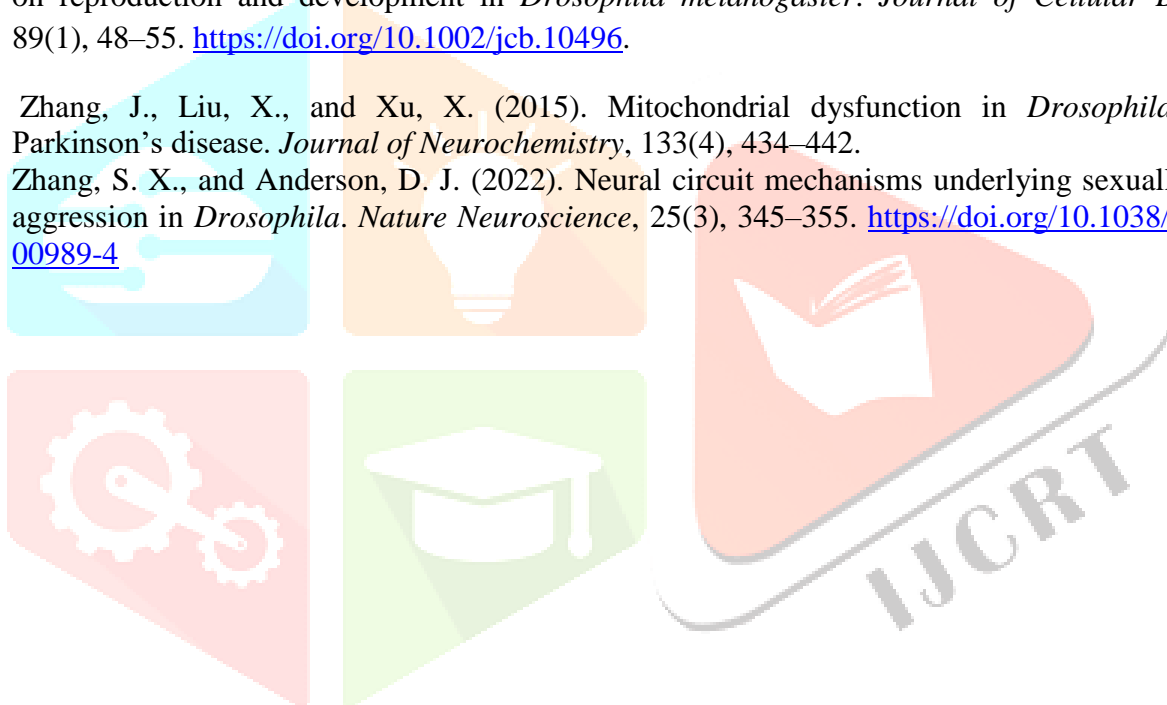 on reproduction and development in Drosophila melanogaster. Journal of Cellular
89(1), 48–55. https://doi.org/10.1002/jcb.10496.
Zhang, J., Liu, X., and Xu, X. (2015). Mitochondrial dysfunction in Drosophila
Parkinson’s disease. Journal of Neurochemistry, 133(4), 434–442.
Zhang, S. X., and Anderson, D. J. (2022). Neural circuit mechanisms underlying
aggression in Drosophila. Nature Neuroscience, 25(3), 345–355. https://doi.org/10.1038/
00989-4
IJCRT